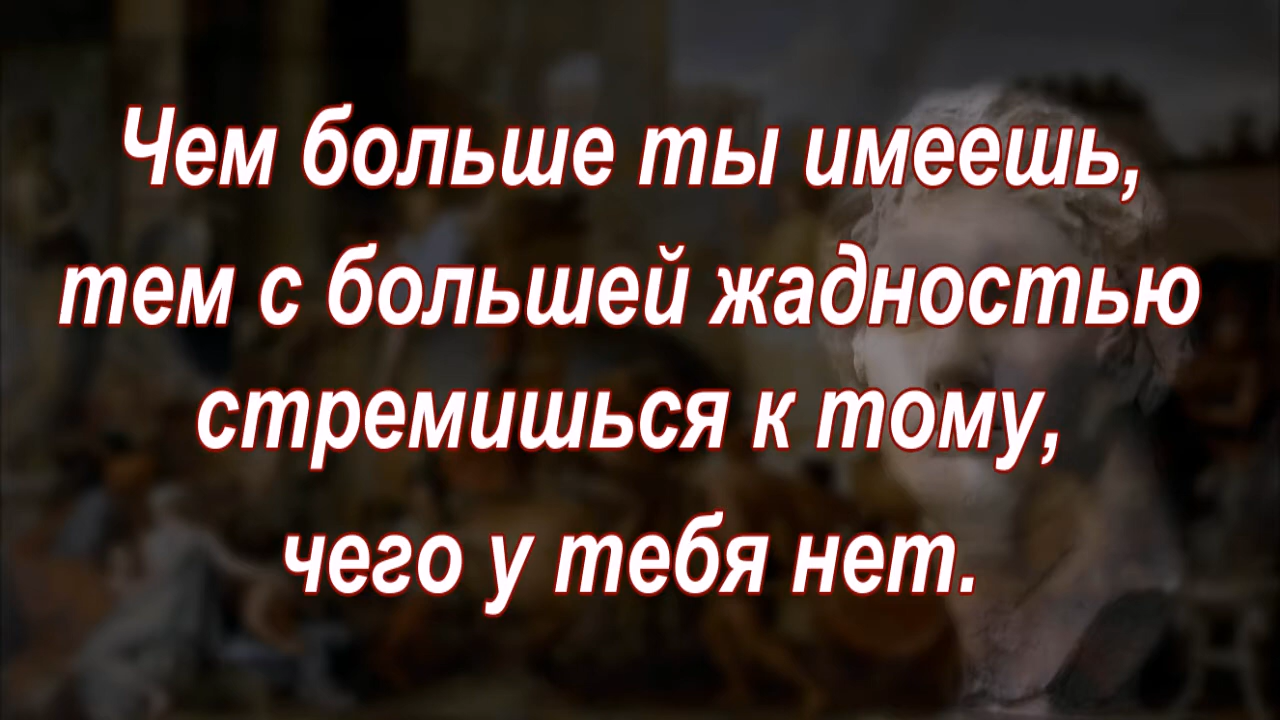 Чем больше ты имеешь,
тем с большей жадностью
стремишься к тому,
чего у тебя нет.